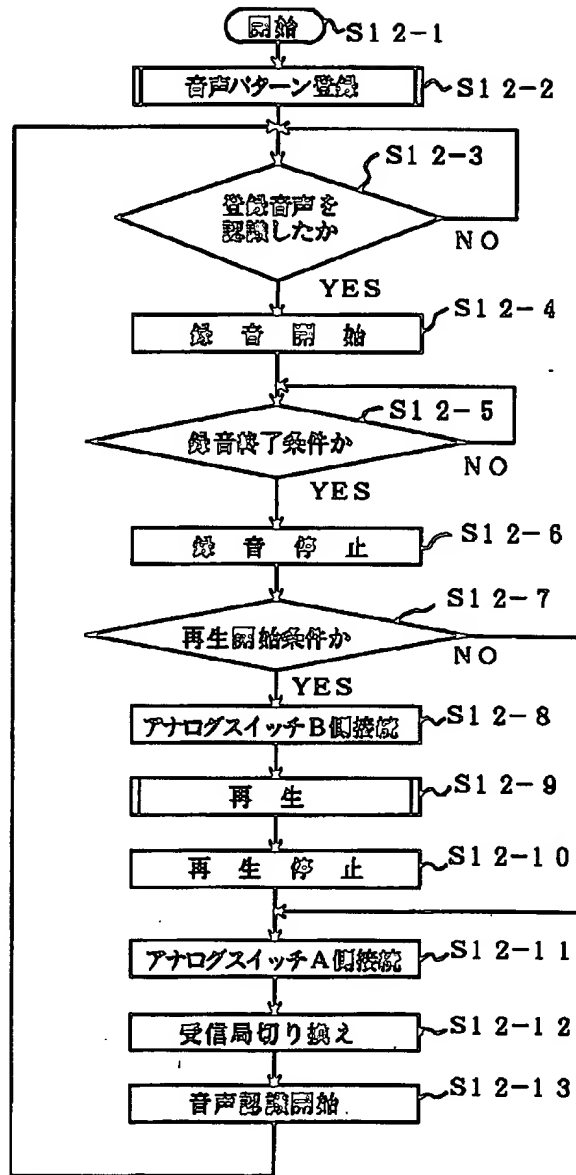 開始 S12-1
音声パターン登録 S12-2
S12-3
登録音声を
認識したか
NO
YES
録音開始 S12-4
S12-5
録音終了条件か
NO
YES
録音停止 S12-6
S12-7
再生開始条件か
NO
YES
アナログスイッチB側接続 S12-8
再生 S12-9
再生停止 S12-10
アナログスイッチA側接続 S12-11
受信局切り換え S12-12
音声認識開始 S12-13